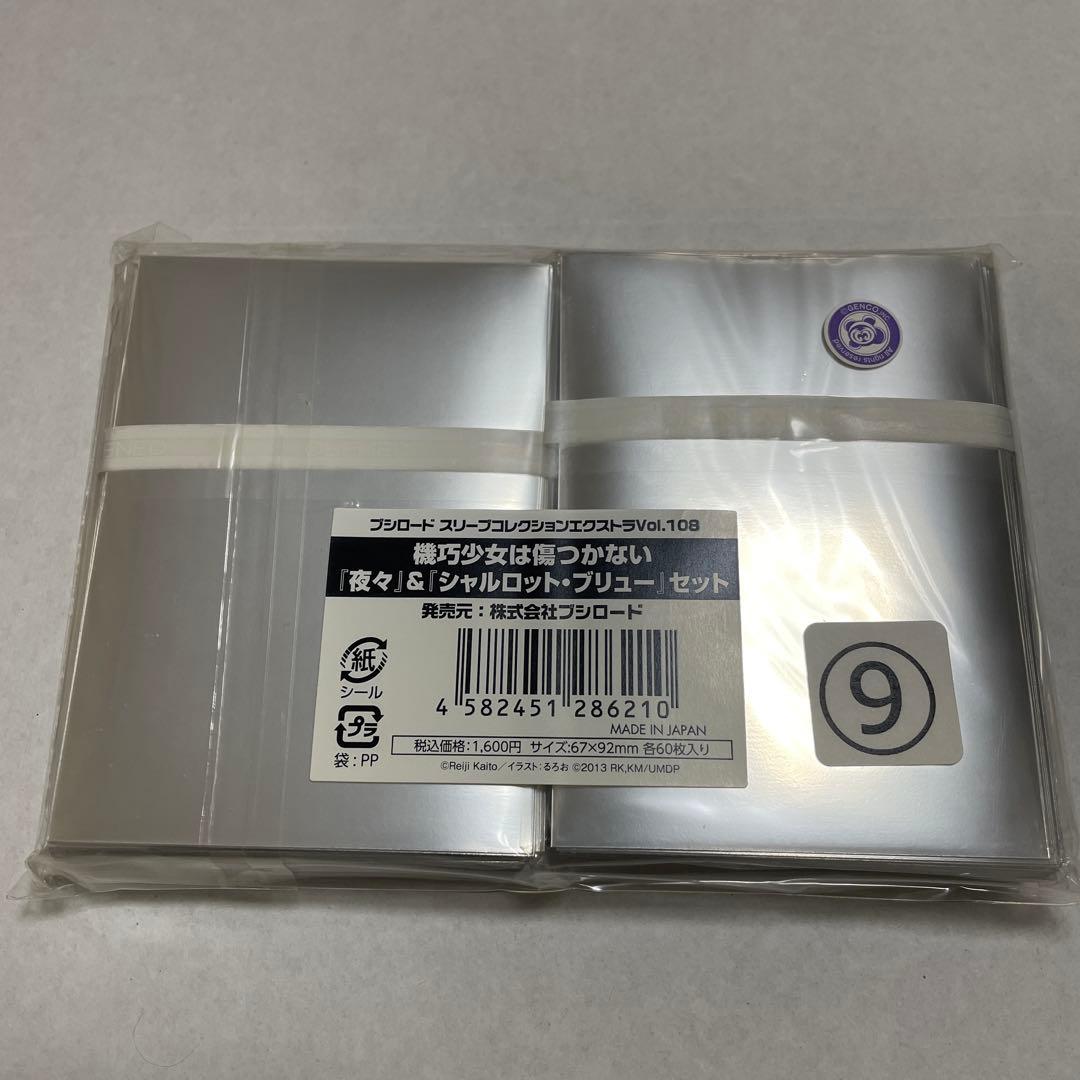 ©GENCO,INC
All rights reserved
ブシロード スリーブコレクションエクストラVol.108
機巧少女は傷つかない
『夜々』&『シャルロット・ブリュー』セット
発売元：株式会社ブシロード
紙
シール
プラ
袋：PP
4 582451 286210
MADE IN JAPAN
税込価格：1,600円 サイズ：67×92mm 各60枚入り
©Reiji Kaito／イラスト：るろお ©2013 RK,KM/UMDP
⑨